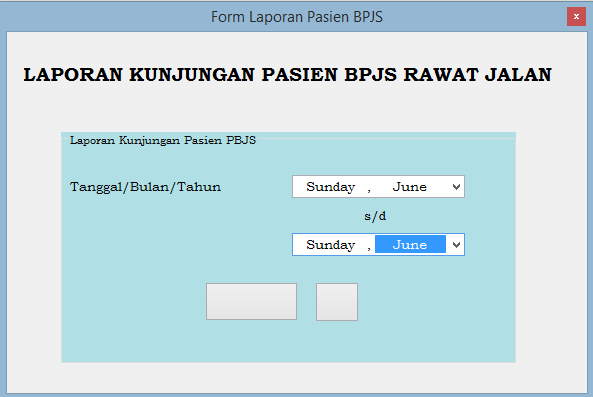 Form Laporan Pasien BPJS
x
LAPORAN KUNJUNGAN PASIEN BPJS RAWAT JALAN
Laporan Kunjungan Pasien PBJS
Tanggal/Bulan/Tahun
Sunday , June
s/d
Sunday , June